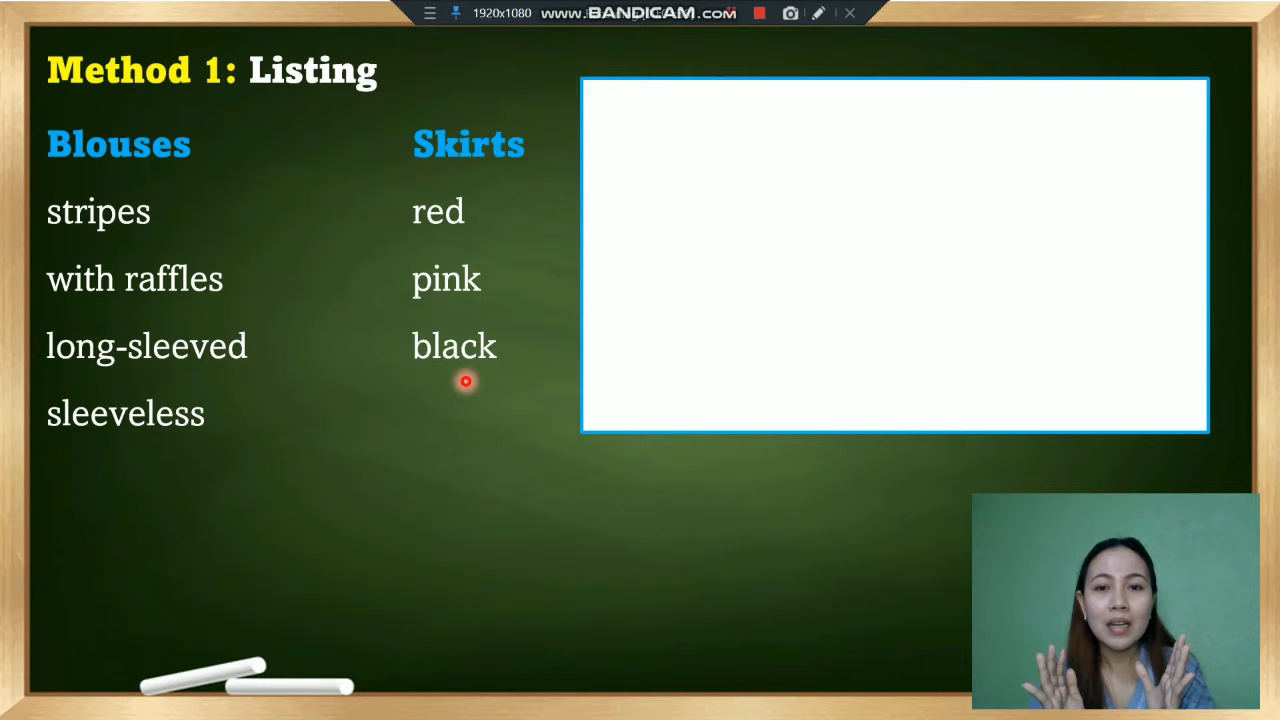 1920x1080 www.BANDICAM.com
Method 1: Listing
Blouses Skirts
stripes red
with raffles pink
long-sleeved black
sleeveless